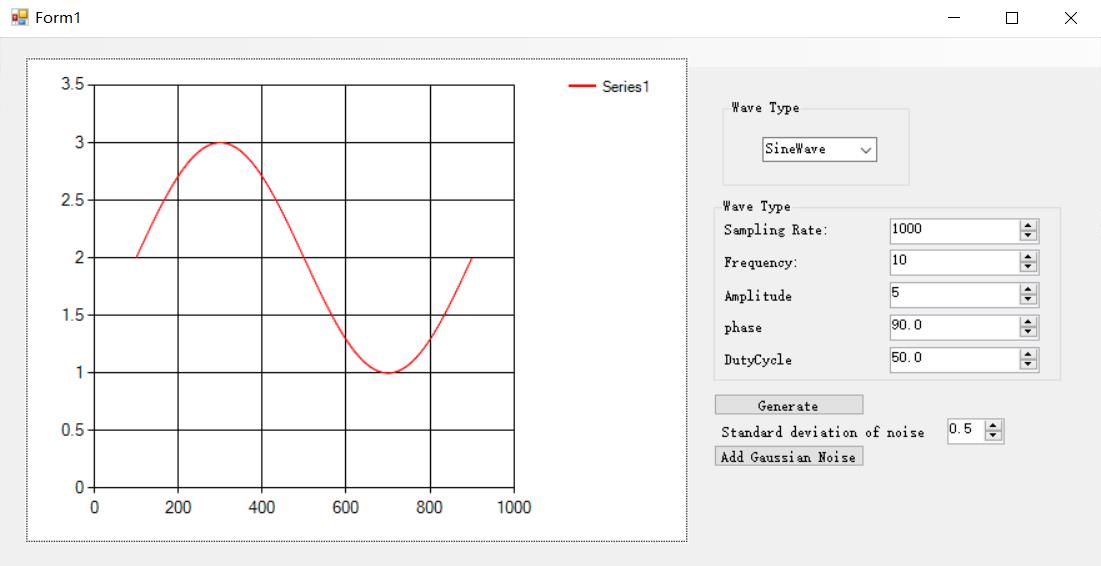 Form1
3.5
3
2.5
2
1.5
1
0.5
0
0 200 400 600 800 1000
Series1
Wave Type
SineWave
Wave Type
Sampling Rate: 1000
Frequency: 10
Amplitude 5
phase 90.0
DutyCycle 50.0
Generate
Standard deviation of noise 0.5
Add Gaussian Noise